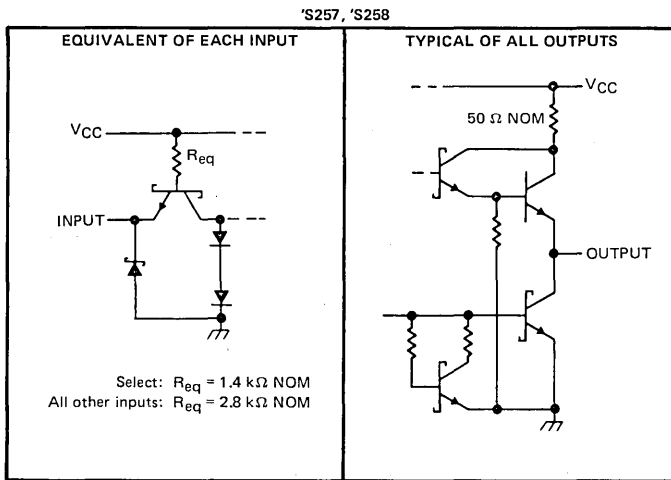 'S257, 'S258
EQUIVALENT OF EACH INPUT
VCC
Req
INPUT
Select: Req = 1.4 kΩ NOM
All other inputs: Req = 2.8 kΩ NOM
TYPICAL OF ALL OUTPUTS
VCC
50 Ω NOM
OUTPUT